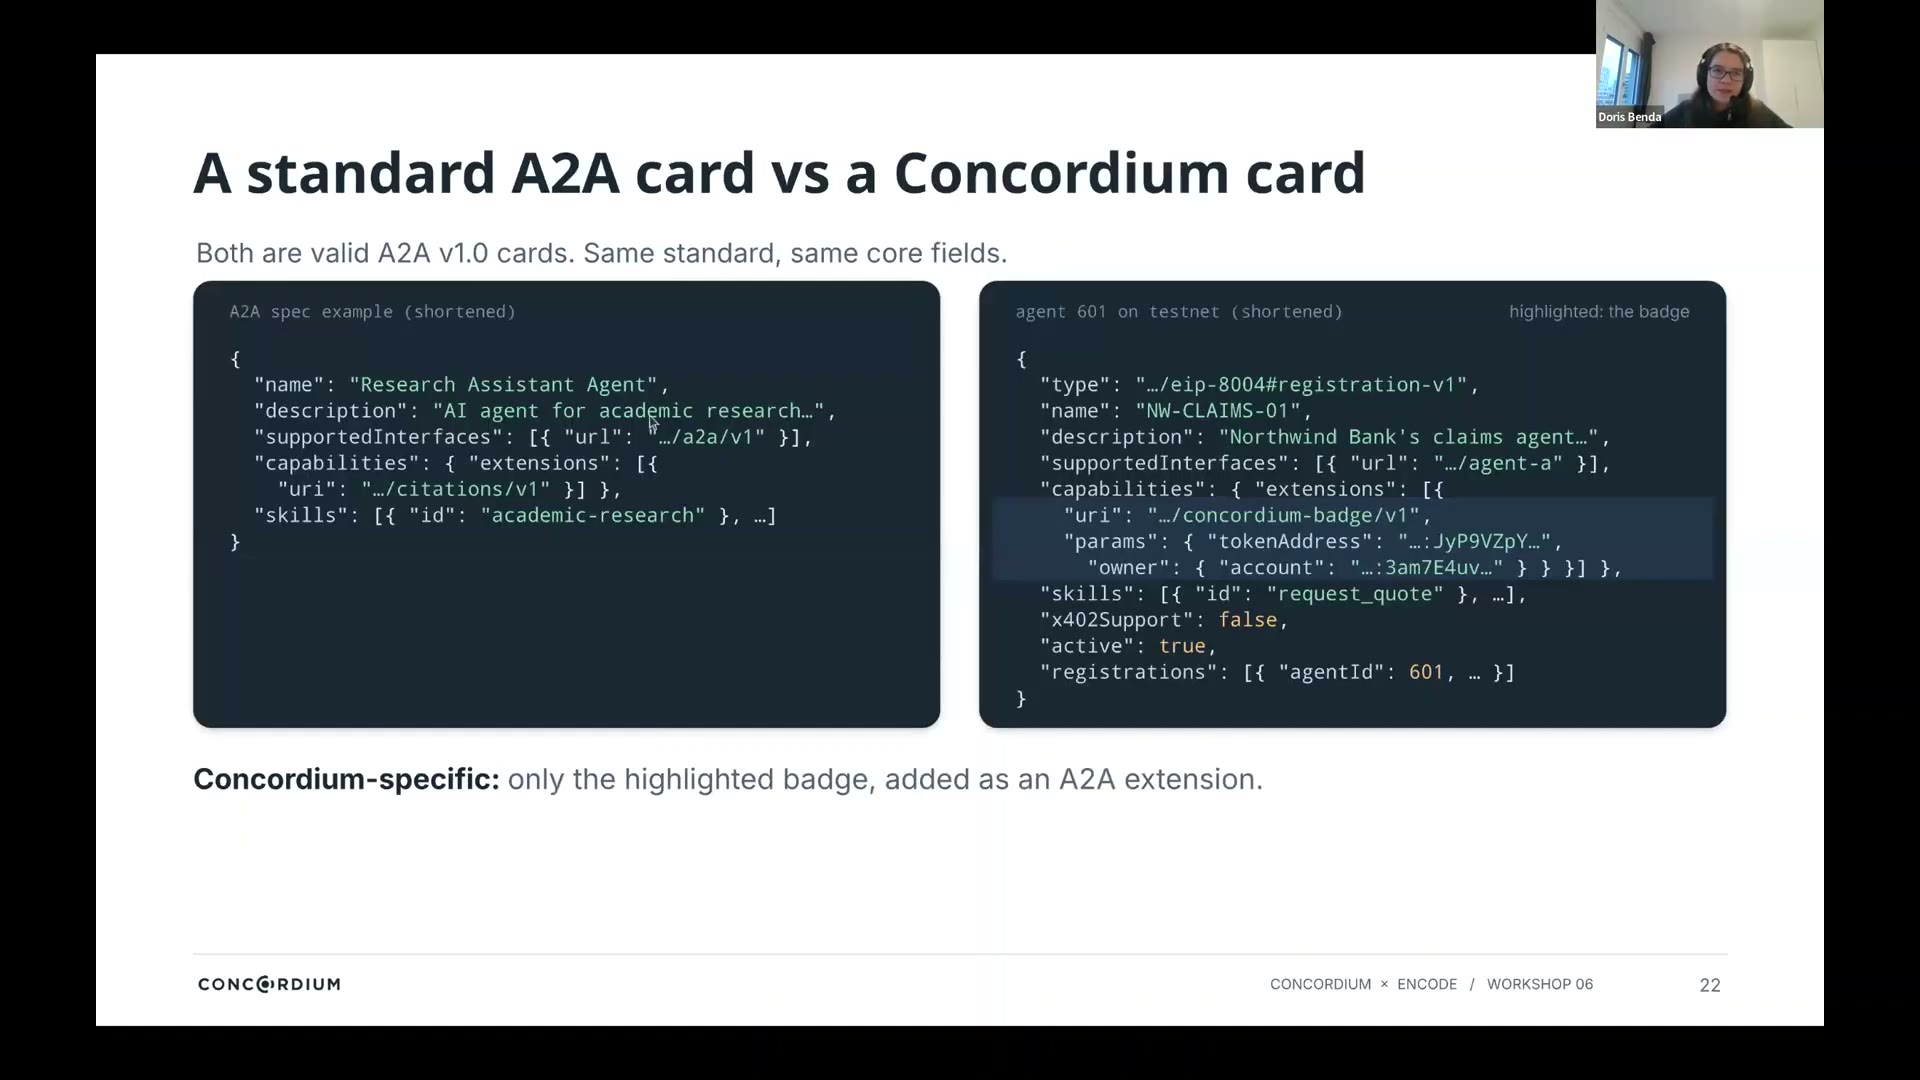 Doris Benda
A standard A2A card vs a Concordium card
Both are valid A2A v1.0 cards. Same standard, same core fields.
A2A spec example (shortened)
{
  "name": "Research Assistant Agent",
  "description": "AI agent for academic research…",
  "supportedInterfaces": [{ "url": "…/a2a/v1" }],
  "capabilities": { "extensions": [{
    "uri": "…/citations/v1" }] },
  "skills": [{ "id": "academic-research" }, …]
}
agent 601 on testnet (shortened)
highlighted: the badge
{
  "type": "…/eip-8004#registration-v1",
  "name": "NW-CLAIMS-01",
  "description": "Northwind Bank's claims agent…",
  "supportedInterfaces": [{ "url": "…/agent-a" }],
  "capabilities": { "extensions": [{
    "uri": "…/concordium-badge/v1",
    "params": { "tokenAddress": "…:JyP9VZpY…",
      "owner": { "account": "…:3am7E4uv…" } } }] },
  "skills": [{ "id": "request_quote" }, …],
  "x402Support": false,
  "active": true,
  "registrations": [{ "agentId": 601, … }]
}
Concordium-specific: only the highlighted badge, added as an A2A extension.
CONCORDIUM
CONCORDIUM × ENCODE / WORKSHOP 06
22